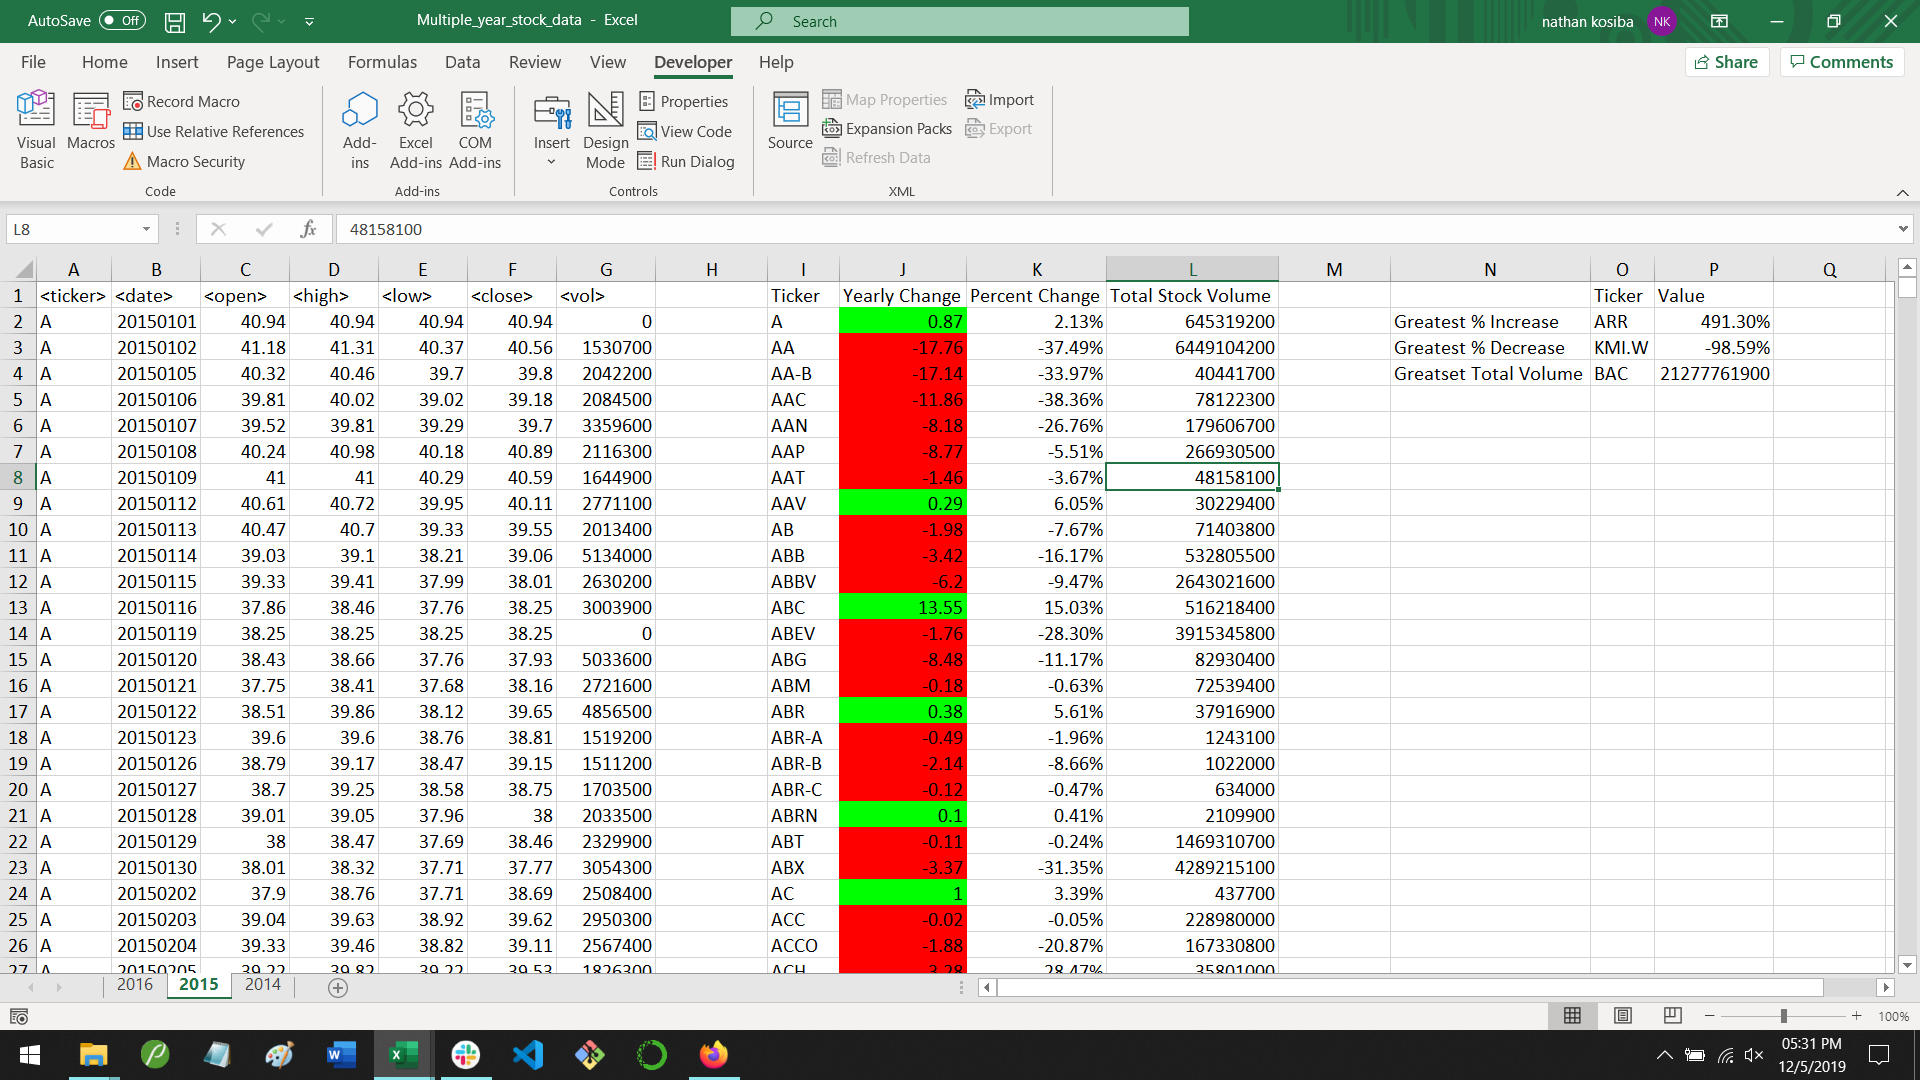 AutoSave Off Multiple_year_stock_data - Excel Search nathan kosiba NK
File Home Insert Page Layout Formulas Data Review View Developer Help Share Comments
Visual Basic Macros Record Macro Use Relative References Macro Security Code
Add-ins Excel Add-ins COM Add-ins Add-ins
Insert Design Mode Properties View Code Run Dialog Controls
Source Map Properties Expansion Packs Refresh Data Import Export XML
L8 fx 48158100
A B C D E F G H I J K L M N O P Q
1 <ticker> <date> <open> <high> <low> <close> <vol> Ticker Yearly Change Percent Change Total Stock Volume Ticker Value
2 A 20150101 40.94 40.94 40.94 40.94 0 A 0.87 2.13% 645319200 Greatest % Increase ARR 491.30%
3 A 20150102 41.18 41.31 40.37 40.56 1530700 AA -17.76 -37.49% 6449104200 Greatest % Decrease KMI.W -98.59%
4 A 20150105 40.32 40.46 39.7 39.8 2042200 AA-B -17.14 -33.97% 40441700 Greatset Total Volume BAC 21277761900
5 A 20150106 39.81 40.02 39.02 39.18 2084500 AAC -11.86 -38.36% 78122300
6 A 20150107 39.52 39.81 39.29 39.7 3359600 AAN -8.18 -26.76% 179606700
7 A 20150108 40.24 40.98 40.18 40.89 2116300 AAP -8.77 -5.51% 266930500
8 A 20150109 41 41 40.29 40.59 1644900 AAT -1.46 -3.67% 48158100
9 A 20150112 40.61 40.72 39.95 40.11 2771100 AAV 0.29 6.05% 30229400
10 A 20150113 40.47 40.7 39.33 39.55 2013400 AB -1.98 -7.67% 71403800
11 A 20150114 39.03 39.1 38.21 39.06 5134000 ABB -3.42 -16.17% 532805500
12 A 20150115 39.33 39.41 37.99 38.01 2630200 ABBV -6.2 -9.47% 2643021600
13 A 20150116 37.86 38.46 37.76 38.25 3003900 ABC 13.55 15.03% 516218400
14 A 20150119 38.25 38.25 38.25 38.25 0 ABEV -1.76 -28.30% 3915345800
15 A 20150120 38.43 38.66 37.76 37.93 5033600 ABG -8.48 -11.17% 82930400
16 A 20150121 37.75 38.41 37.68 38.16 2721600 ABM -0.18 -0.63% 72539400
17 A 20150122 38.51 39.86 38.12 39.65 4856500 ABR 0.38 5.61% 37916900
18 A 20150123 39.6 39.6 38.76 38.81 1519200 ABR-A -0.49 -1.96% 1243100
19 A 20150126 38.79 39.17 38.47 39.15 1511200 ABR-B -2.14 -8.66% 1022000
20 A 20150127 38.7 39.25 38.58 38.75 1703500 ABR-C -0.12 -0.47% 634000
21 A 20150128 39.01 39.05 37.96 38 2033500 ABRN 0.1 0.41% 2109900
22 A 20150129 38 38.47 37.69 38.46 2329900 ABT -0.11 -0.24% 1469310700
23 A 20150130 38.01 38.32 37.71 37.77 3054300 ABX -3.37 -31.35% 4289215100
24 A 20150202 37.9 38.76 37.71 38.69 2508400 AC 1 3.39% 437700
25 A 20150203 39.04 39.63 38.92 39.62 2950300 ACC -0.02 -0.05% 228980000
26 A 20150204 39.33 39.46 38.82 39.11 2567400 ACCO -1.88 -20.87% 167330800
27 A 20150205 39.22 39.82 39.22 39.53 1826300 ACH 3.28 28.47% 35801000
2016 2015 2014
100%
05:31 PM
12/5/2019